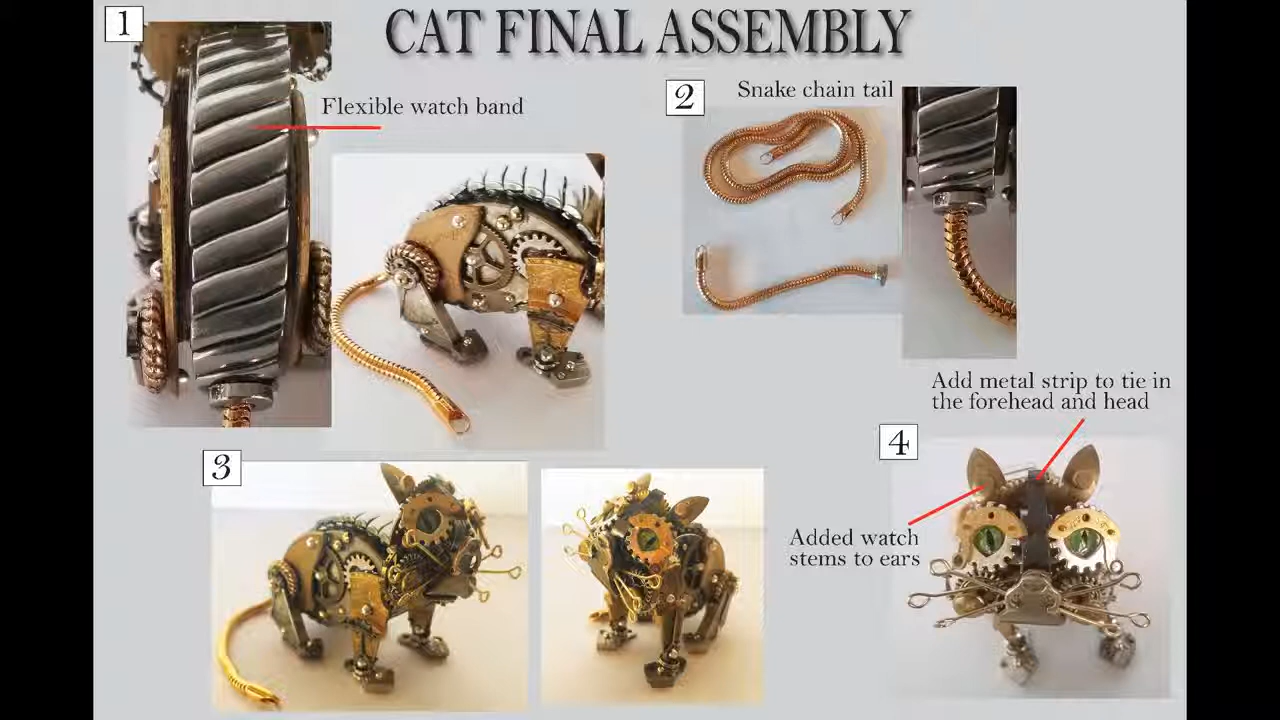 CAT FINAL ASSEMBLY
1
Flexible watch band
2
Snake chain tail
3
4
Add metal strip to tie in
the forehead and head
Added watch
stems to ears